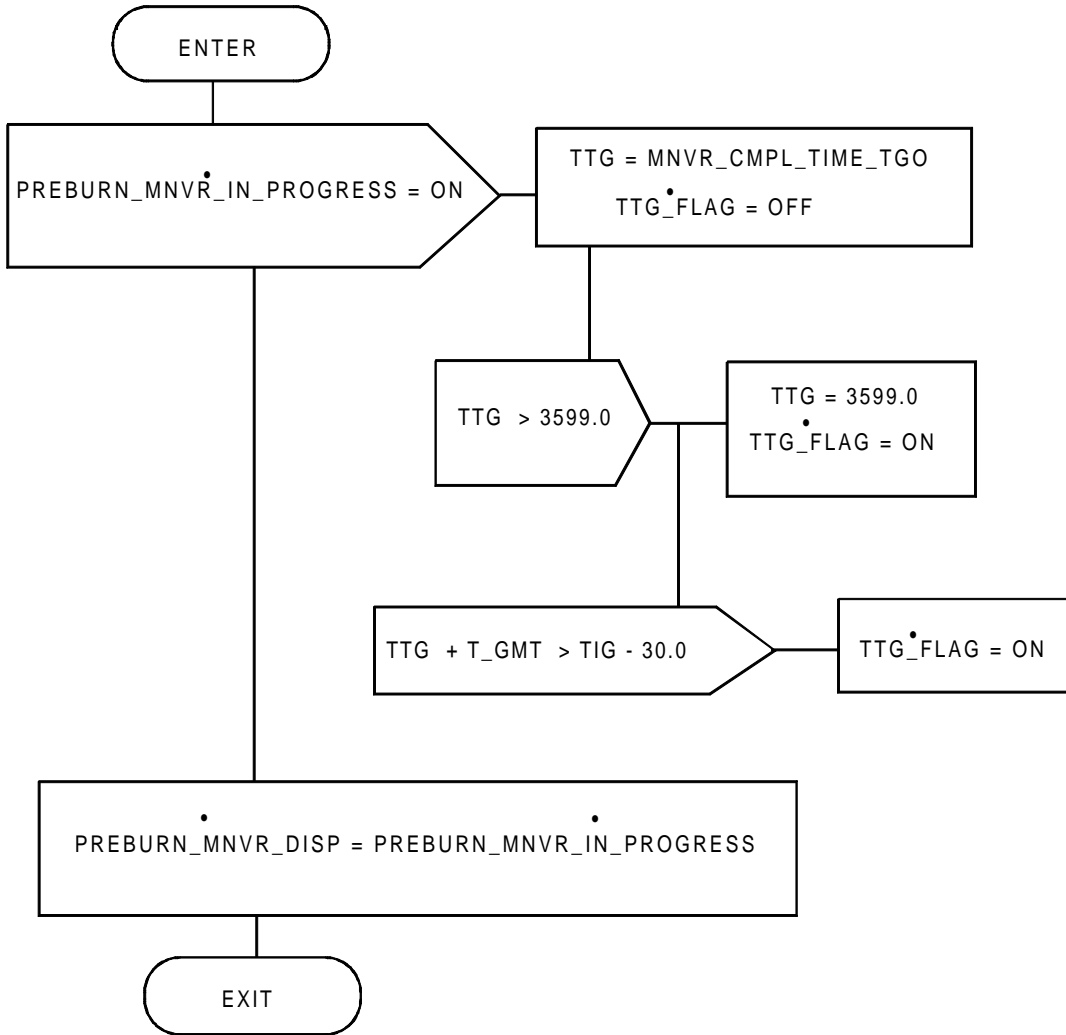 ENTER
PREBURN_MNVR_IN_PROGRESS = ON
TTG = MNVR_CMPL_TIME_TGO
TTG_FLAG = OFF
TTG > 3599.0
TTG = 3599.0
TTG_FLAG = ON
TTG + T_GMT > TIG - 30.0
TTG_FLAG = ON
PREBURN_MNVR_DISP = PREBURN_MNVR_IN_PROGRESS
EXIT